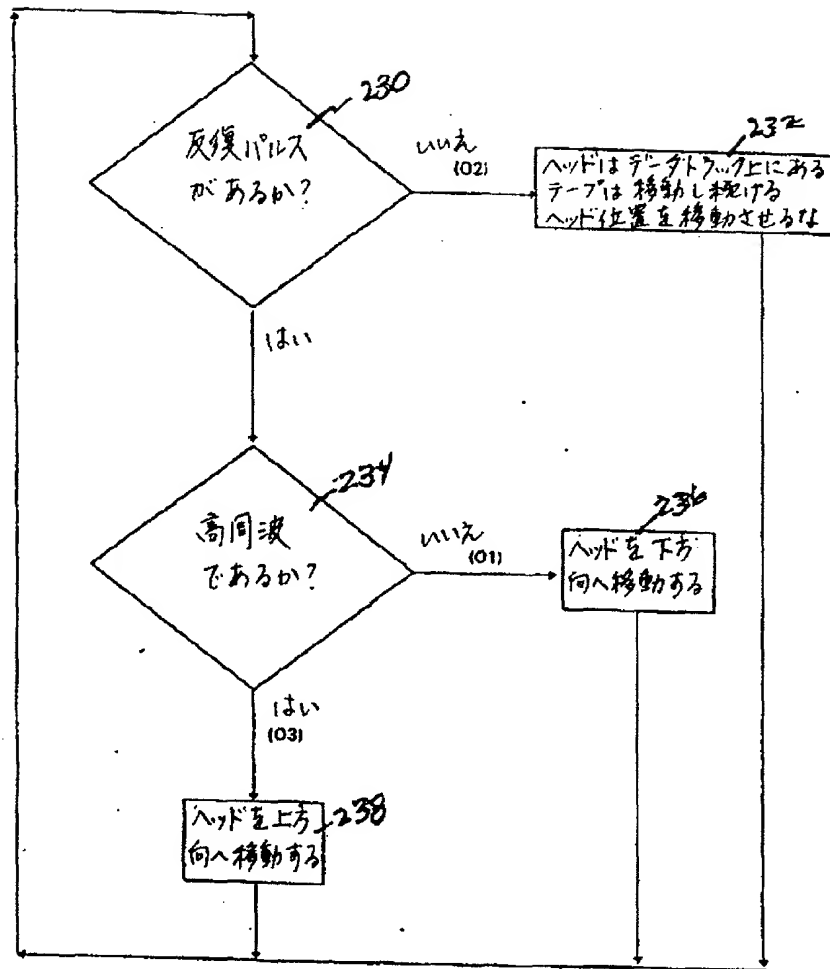 230
反復パルス
があるか?
いいえ
(02)
232
ヘッドはデータトラック上にある
テープは移動し続ける
ヘッド位置を移動させるな
はい
234
高周波
であるか?
いいえ
(01)
236
ヘッドを下方
向へ移動する
はい
(03)
ヘッドを上方
向へ移動する
238